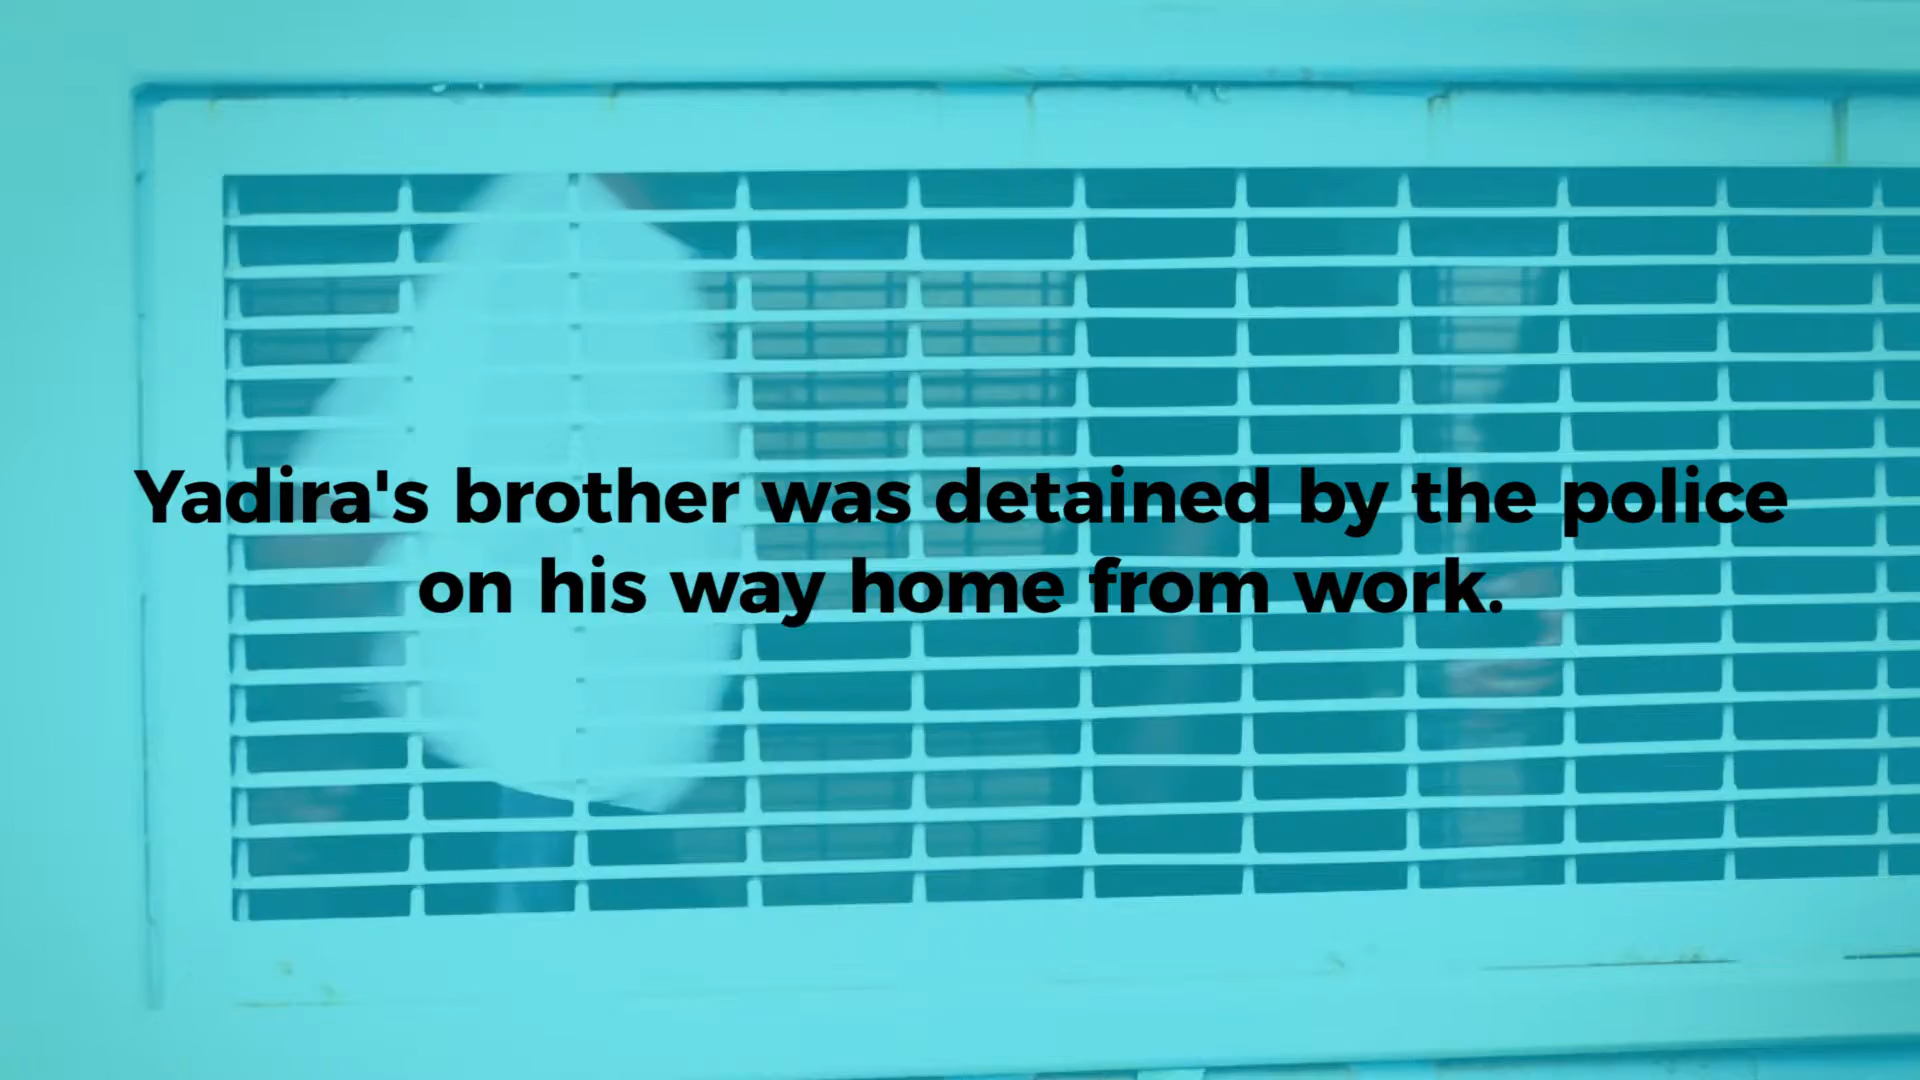 Yadira's brother was detained by the police
on his way home from work.